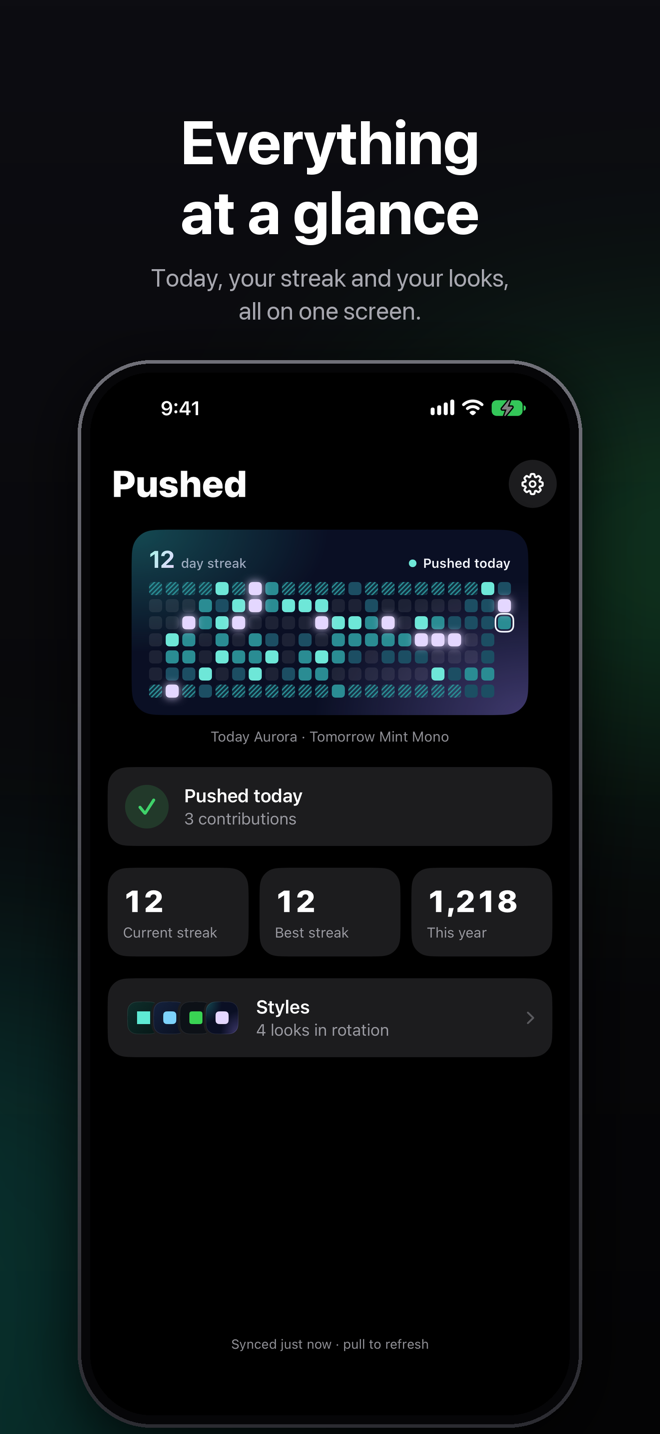 Everything
at a glance
Today, your streak and your looks,
all on one screen.
9:41
Pushed
12 day streak
Pushed today
Today Aurora · Tomorrow Mint Mono
Pushed today
3 contributions
12
Current streak
12
Best streak
1,218
This year
Styles
4 looks in rotation
Synced just now · pull to refresh